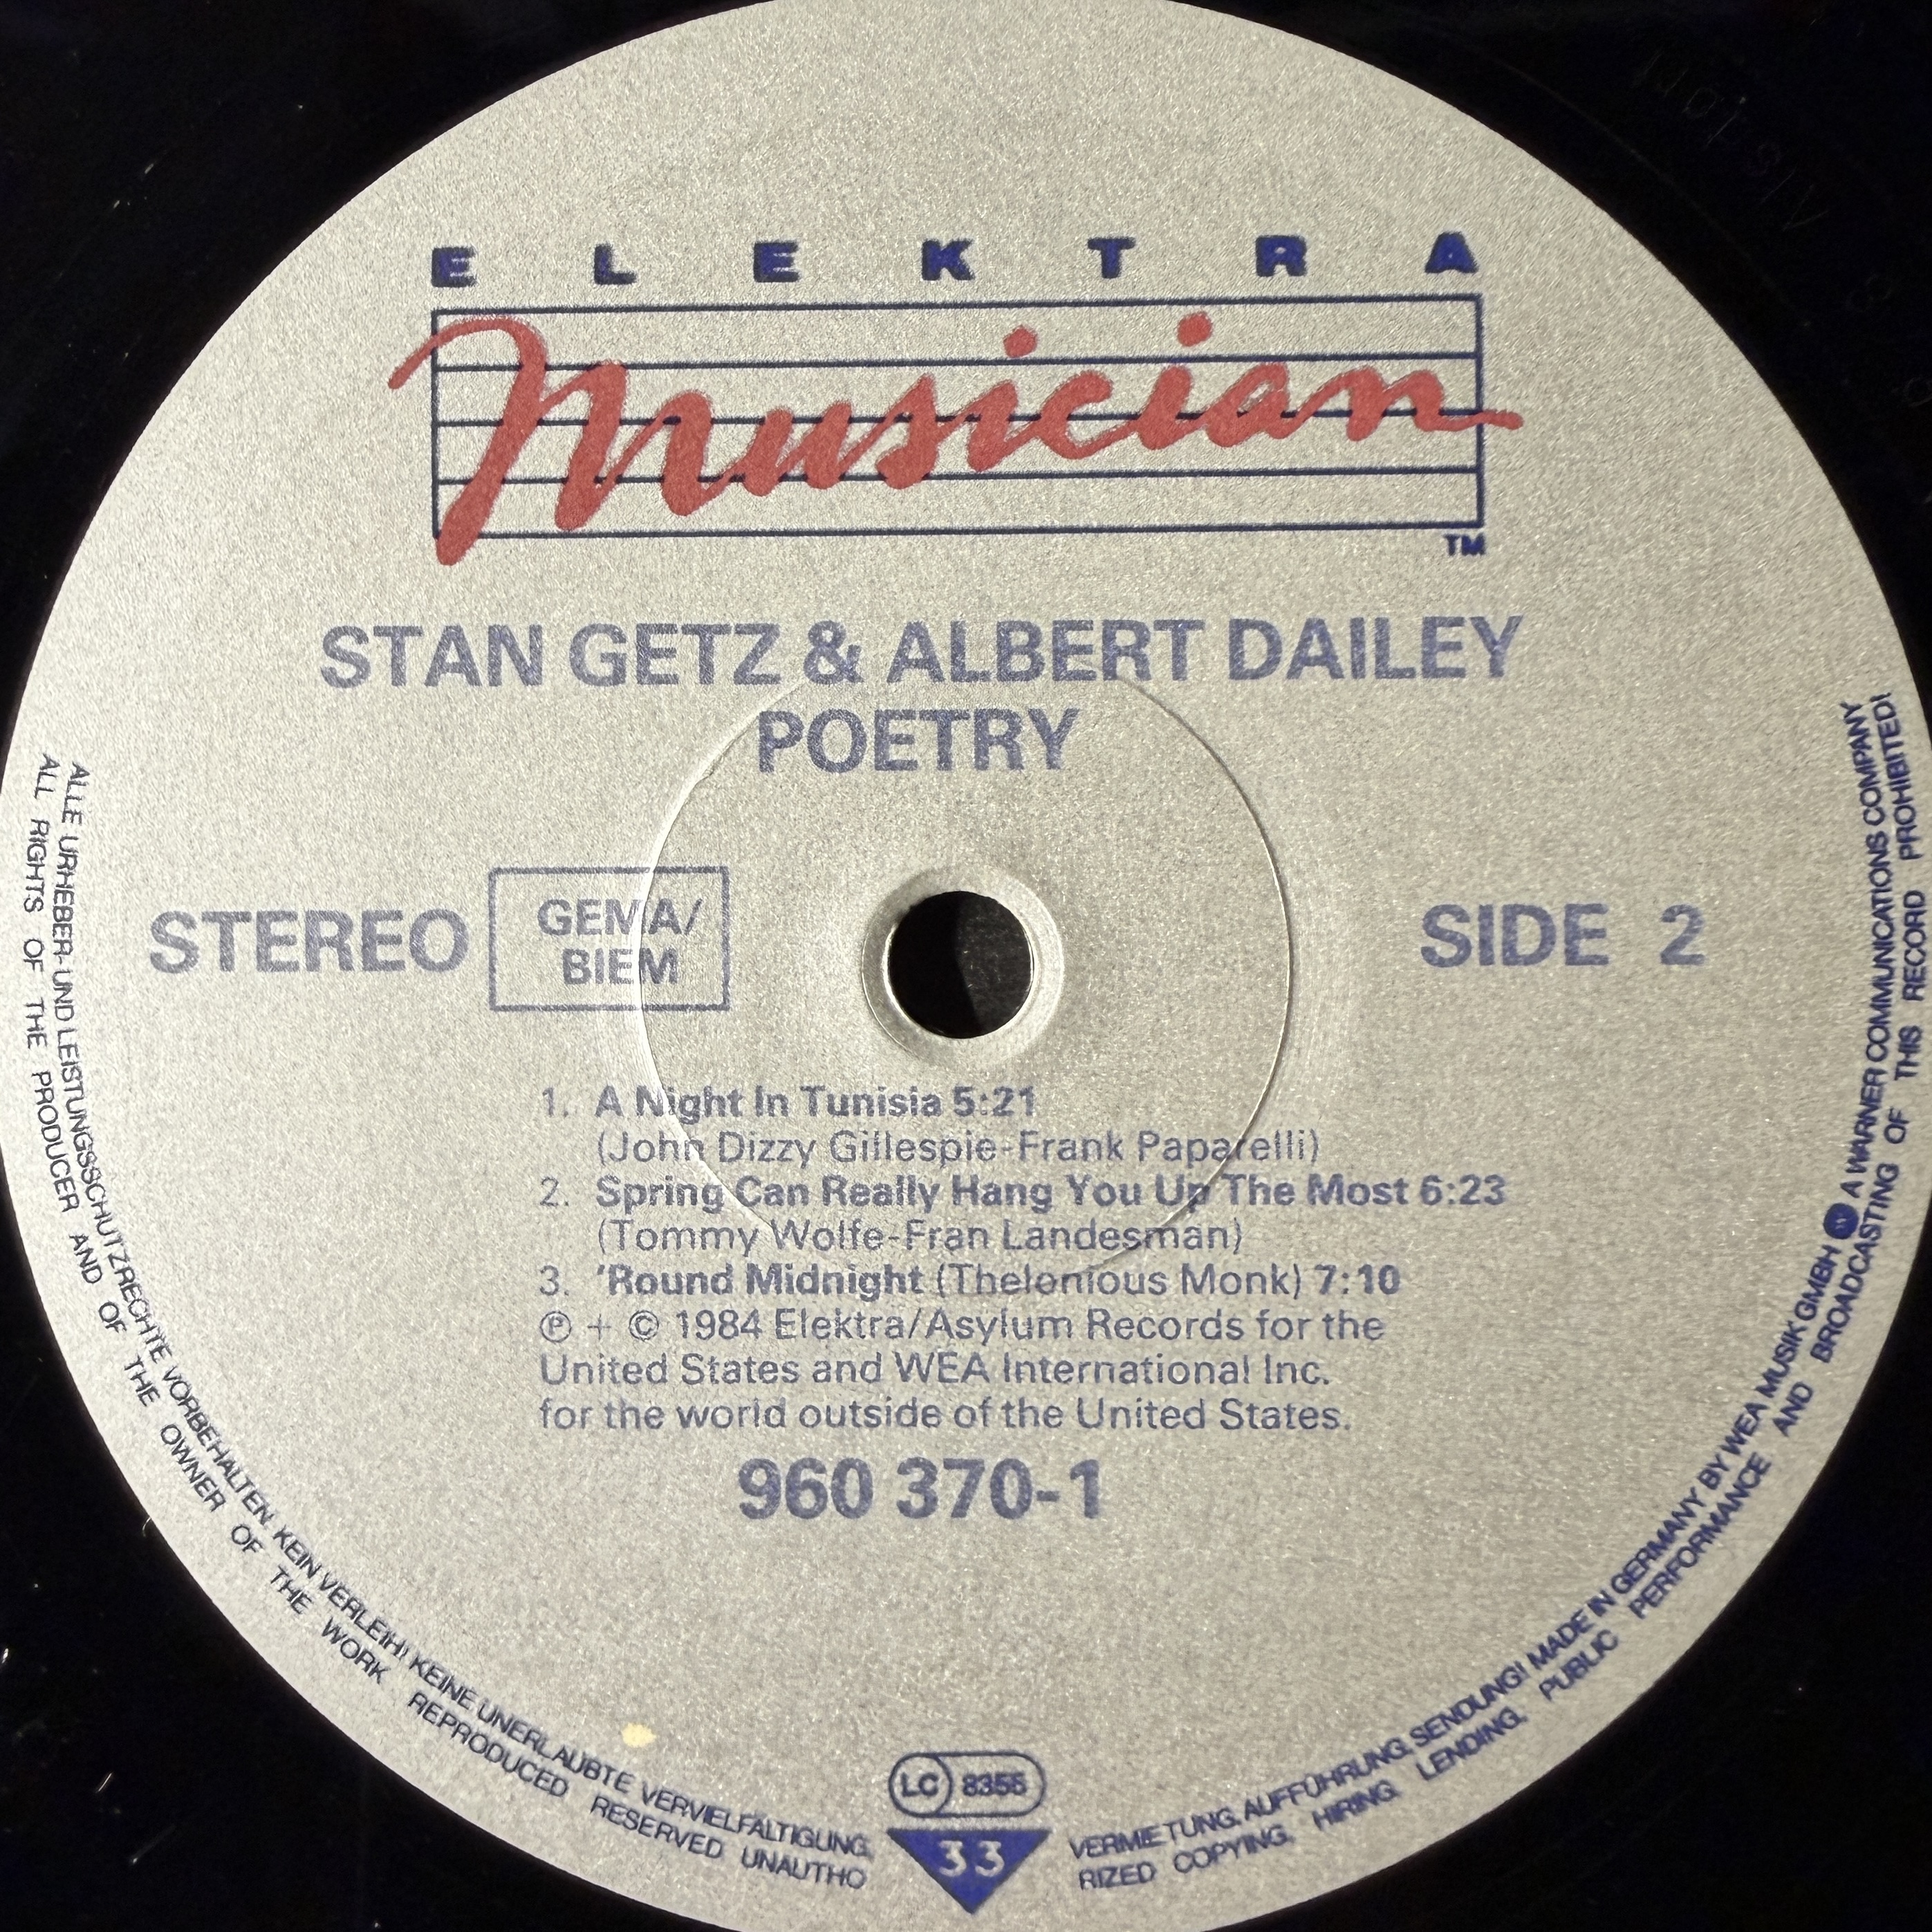 ELEKTRA
Musician
TM
STAN GETZ & ALBERT DAILEY
POETRY
STEREO
GEMA/
BIEM
SIDE 2
1. A Night In Tunisia 5:21
(John Dizzy Gillespie-Frank Paparelli)
2. Spring Can Really Hang You Up The Most 6:23
(Tommy Wolfe-Fran Landesman)
3. 'Round Midnight (Thelonious Monk) 7:10
℗ + © 1984 Elektra/Asylum Records for the
United States and WEA International Inc.
for the world outside of the United States.
960 370-1
LC 8355
33
ALLE URHEBER- UND LEISTUNGSSCHUTZRECHTE VORBEHALTEN. KEIN VERLEIH! KEINE UNERLAUBTE VERVIELFÄLTIGUNG, VERMIETUNG, AUFFÜHRUNG, SENDUNG! MADE IN GERMANY BY WEA MUSIK GMBH A WARNER COMMUNICATIONS COMPANY
ALL RIGHTS OF THE PRODUCER AND OF THE OWNER OF THE WORK REPRODUCED RESERVED UNAUTHORIZED COPYING, HIRING, LENDING, PUBLIC PERFORMANCE AND BROADCASTING OF THIS RECORD PROHIBITED!